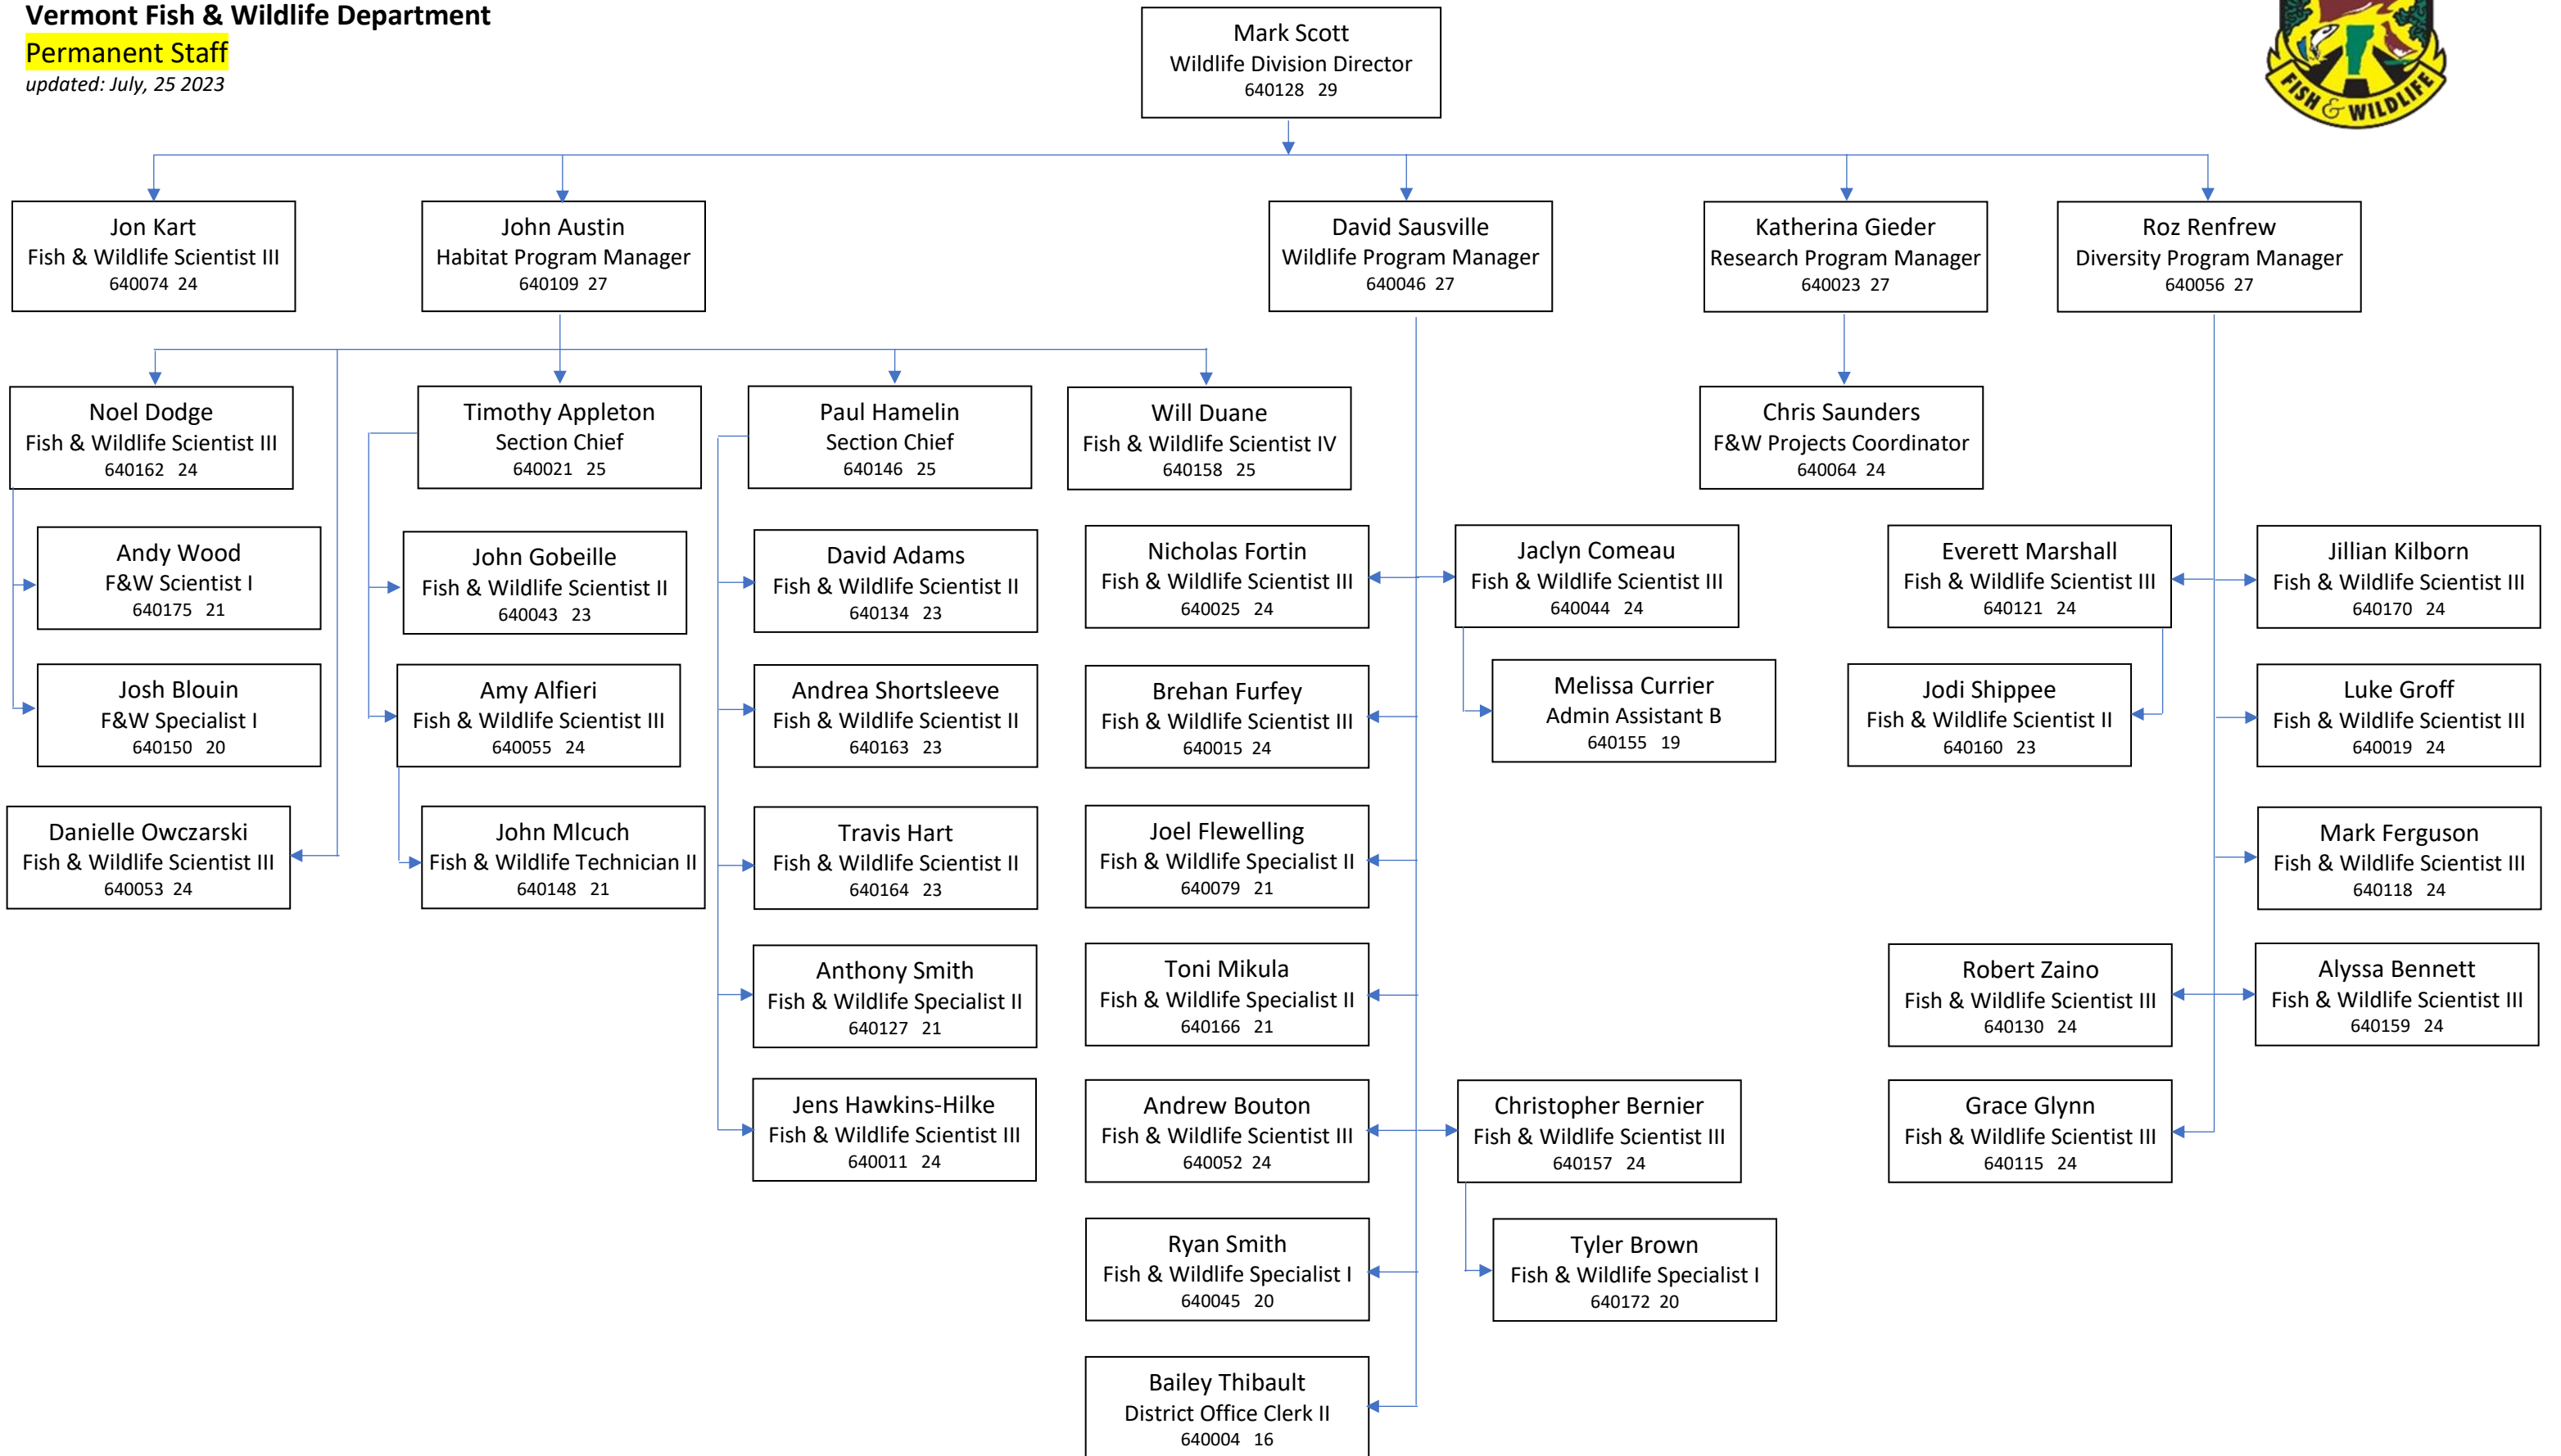 Vermont Fish & Wildlife Department
Permanent Staff
updated: July, 25 2023
FISH & WILDLIFE
Mark Scott
Wildlife Division Director
640128 29
Jon Kart
Fish & Wildlife Scientist III
640074 24
John Austin
Habitat Program Manager
640109 27
David Sausville
Wildlife Program Manager
640046 27
Katherina Gieder
Research Program Manager
640023 27
Roz Renfrew
Diversity Program Manager
640056 27
Noel Dodge
Fish & Wildlife Scientist III
640162 24
Timothy Appleton
Section Chief
640021 25
Paul Hamelin
Section Chief
640146 25
Will Duane
Fish & Wildlife Scientist IV
640158 25
Chris Saunders
F&W Projects Coordinator
640064 24
Andy Wood
F&W Scientist I
640175 21
John Gobeille
Fish & Wildlife Scientist II
640043 23
David Adams
Fish & Wildlife Scientist II
640134 23
Nicholas Fortin
Fish & Wildlife Scientist III
640025 24
Jaclyn Comeau
Fish & Wildlife Scientist III
640044 24
Everett Marshall
Fish & Wildlife Scientist III
640121 24
Jillian Kilborn
Fish & Wildlife Scientist III
640170 24
Josh Blouin
F&W Specialist I
640150 20
Amy Alfieri
Fish & Wildlife Scientist III
640055 24
Andrea Shortsleeve
Fish & Wildlife Scientist II
640163 23
Brehan Furfey
Fish & Wildlife Scientist III
640015 24
Melissa Currier
Admin Assistant B
640155 19
Jodi Shippee
Fish & Wildlife Scientist II
640160 23
Luke Groff
Fish & Wildlife Scientist III
640019 24
Danielle Owczarski
Fish & Wildlife Scientist III
640053 24
John Mlcuch
Fish & Wildlife Technician II
640148 21
Travis Hart
Fish & Wildlife Scientist II
640164 23
Joel Flewelling
Fish & Wildlife Specialist II
640079 21
Mark Ferguson
Fish & Wildlife Scientist III
640118 24
Anthony Smith
Fish & Wildlife Specialist II
640127 21
Toni Mikula
Fish & Wildlife Specialist II
640166 21
Robert Zaino
Fish & Wildlife Scientist III
640130 24
Alyssa Bennett
Fish & Wildlife Scientist III
640159 24
Jens Hawkins-Hilke
Fish & Wildlife Scientist III
640011 24
Andrew Bouton
Fish & Wildlife Scientist III
640052 24
Christopher Bernier
Fish & Wildlife Scientist III
640157 24
Grace Glynn
Fish & Wildlife Scientist III
640115 24
Ryan Smith
Fish & Wildlife Specialist I
640045 20
Tyler Brown
Fish & Wildlife Specialist I
640172 20
Bailey Thibault
District Office Clerk II
640004 16